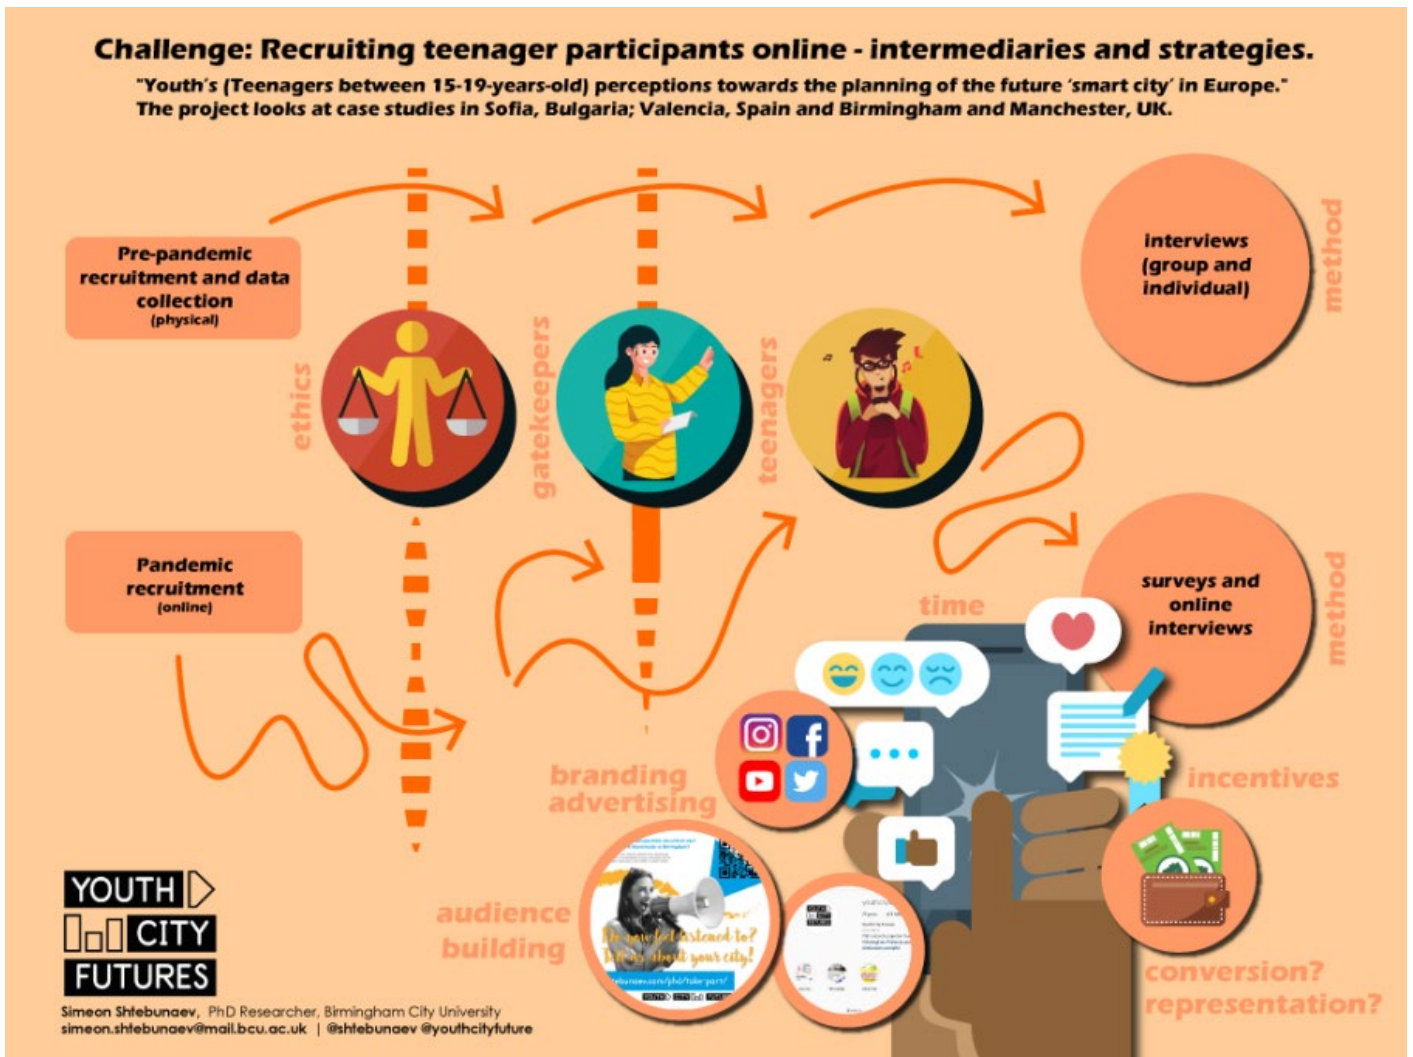 Challenge: Recruiting teenager participants online - intermediaries and strategies.
"Youth's (Teenagers between 15-19-years-old) perceptions towards the planning of the future 'smart city' in Europe."
The project looks at case studies in Sofia, Bulgaria; Valencia, Spain and Birmingham and Manchester, UK.
Pre-pandemic
recruitment and data
collection
(physical)
ethics
gatekeepers
teenagers
interviews
(group and
individual)
method
Pandemic
recruitment
(online)
time
surveys and
online
interviews
method
branding
advertising
incentives
audience
building
Do you feel listened to?
Tell us about your city!
conversion?
representation?
YOUTH
CITY
FUTURES
Simeon Shtebunaev, PhD Researcher, Birmingham City University
simeon.shtebunaev@mail.bcu.ac.uk | @shtebunaev @youthcityfuture